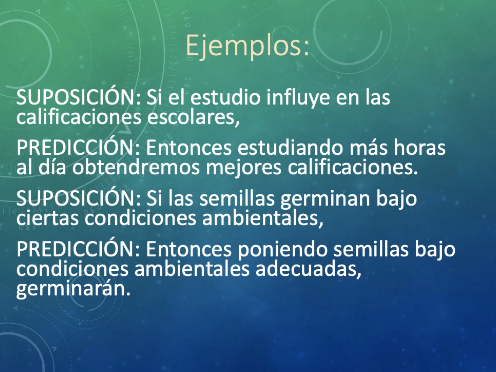 Ejemplos:
SUPOSICIÓN: Si el estudio influye en las
calificaciones escolares,
PREDICCIÓN: Entonces estudiando más horas
al día obtendremos mejores calificaciones.
SUPOSICIÓN: Si las semillas germinan bajo
ciertas condiciones ambientales,
PREDICCIÓN: Entonces poniendo semillas bajo
condiciones ambientales adecuadas,
germinarán.